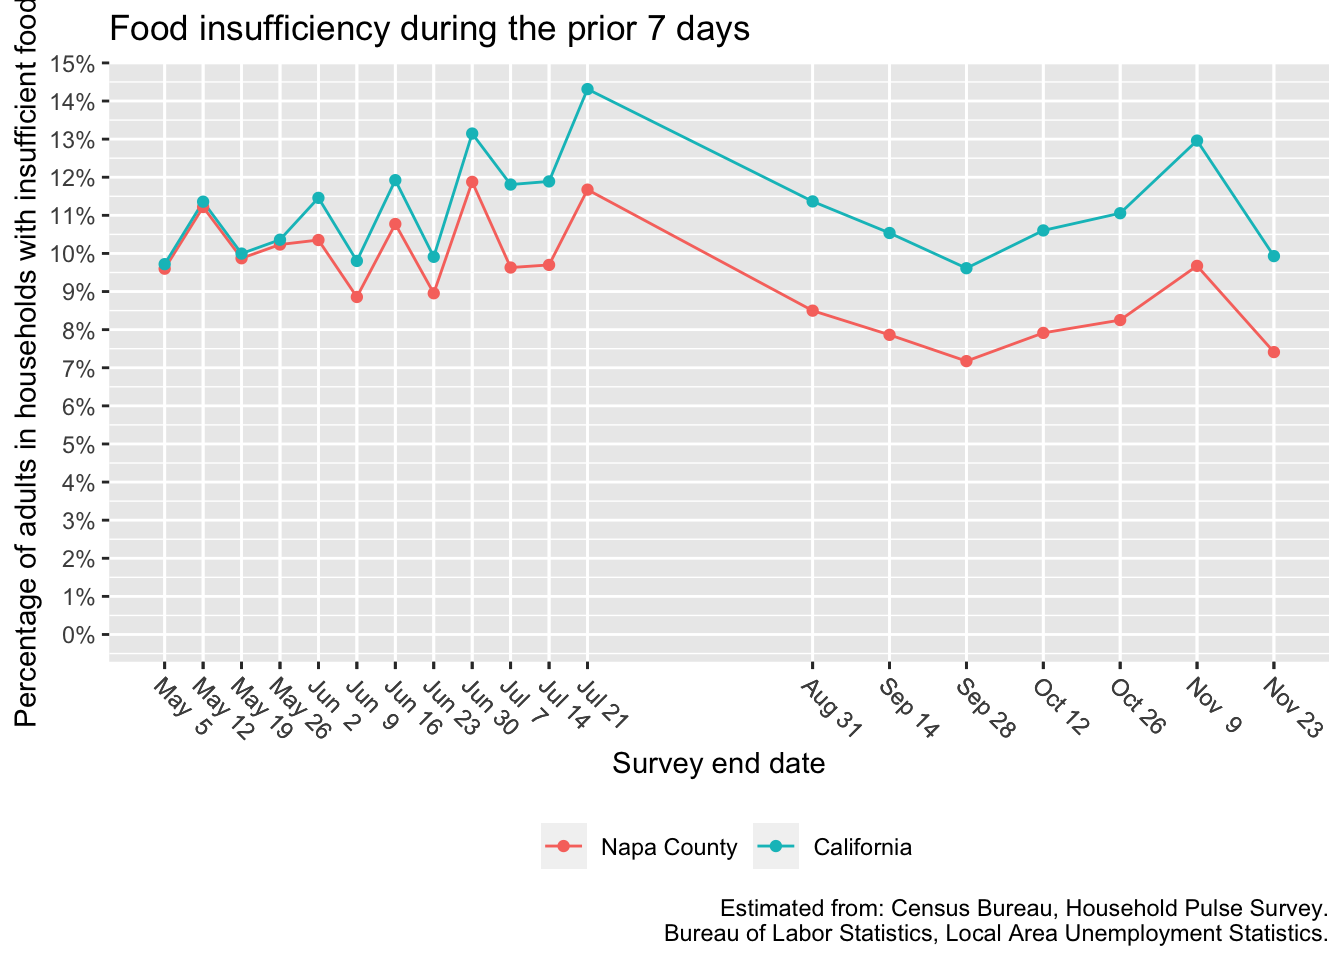 Food insufficiency during the prior 7 days
Percentage of adults in households with insufficient food
15%
14%
13%
12%
11%
10%
9%
8%
7%
6%
5%
4%
3%
2%
1%
0%
May 5
May 12
May 19
May 26
Jun 2
Jun 9
Jun 16
Jun 23
Jun 30
Jul 7
Jul 14
Jul 21
Aug 31
Sep 14
Sep 28
Oct 12
Oct 26
Nov 9
Nov 23
Survey end date
Napa County
California
Estimated from: Census Bureau, Household Pulse Survey.
Bureau of Labor Statistics, Local Area Unemployment Statistics.